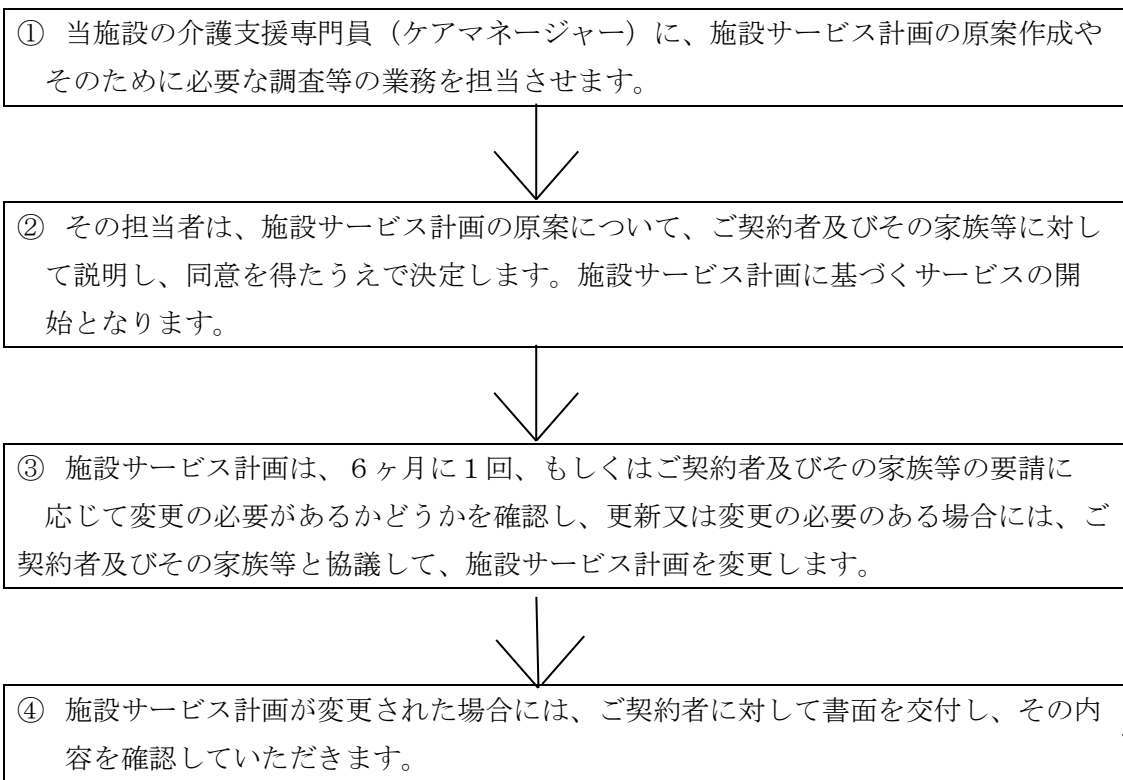 ① 当施設の介護支援専門員（ケアマネージャー）に、施設サービス計画の原案作成や
そのために必要な調査等の業務を担当させます。
② その担当者は、施設サービス計画の原案について、ご契約者及びその家族等に対し
て説明し、同意を得たうえで決定します。施設サービス計画に基づくサービスの開
始となります。
③ 施設サービス計画は、６ヶ月に１回、もしくはご契約者及びその家族等の要請に
応じて変更の必要があるかどうかを確認し、更新又は変更の必要のある場合には、ご
契約者及びその家族等と協議して、施設サービス計画を変更します。
④ 施設サービス計画が変更された場合には、ご契約者に対して書面を交付し、その内
容を確認していただきます。